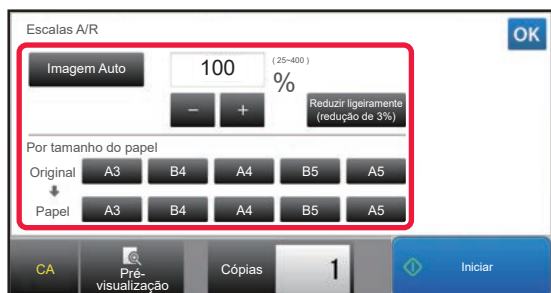 Escalas A/R
OK
Imagem Auto
100
(25~400)
%
−
+
Reduzir ligeiramente
(redução de 3%)
Por tamanho do papel
Original A3 B4 A4 B5 A5
Papel A3 B4 A4 B5 A5
CA
Pré-
visualização
Cópias
1
Iniciar